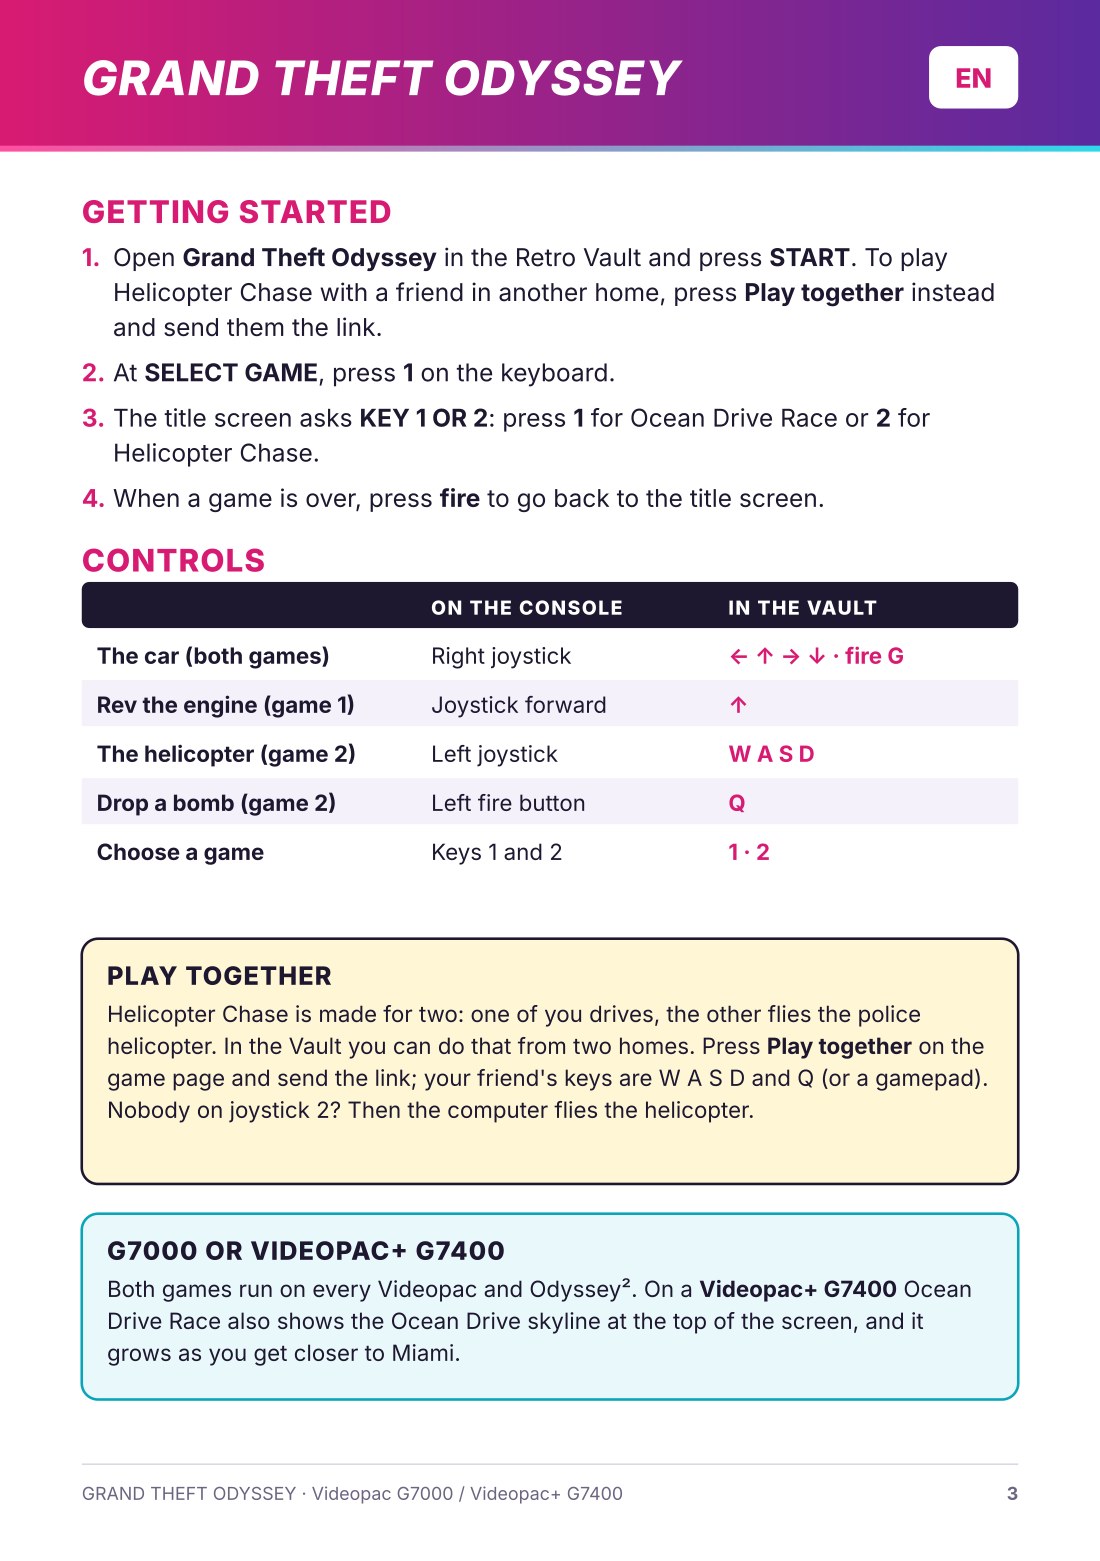 GRAND THEFT ODYSSEY
EN
GETTING STARTED
1. Open Grand Theft Odyssey in the Retro Vault and press START. To play
Helicopter Chase with a friend in another home, press Play together instead
and send them the link.
2. At SELECT GAME, press 1 on the keyboard.
3. The title screen asks KEY 1 OR 2: press 1 for Ocean Drive Race or 2 for
Helicopter Chase.
4. When a game is over, press fire to go back to the title screen.
CONTROLS
ON THE CONSOLE IN THE VAULT
The car (both games) Right joystick ← ↑ → ↓ · fire G
Rev the engine (game 1) Joystick forward ↑
The helicopter (game 2) Left joystick W A S D
Drop a bomb (game 2) Left fire button Q
Choose a game Keys 1 and 2 1 · 2
PLAY TOGETHER
Helicopter Chase is made for two: one of you drives, the other flies the police
helicopter. In the Vault you can do that from two homes. Press Play together on the
game page and send the link; your friend's keys are W A S D and Q (or a gamepad).
Nobody on joystick 2? Then the computer flies the helicopter.
G7000 OR VIDEOPAC+ G7400
Both games run on every Videopac and Odyssey². On a Videopac+ G7400 Ocean
Drive Race also shows the Ocean Drive skyline at the top of the screen, and it
grows as you get closer to Miami.
GRAND THEFT ODYSSEY · Videopac G7000 / Videopac+ G7400 3